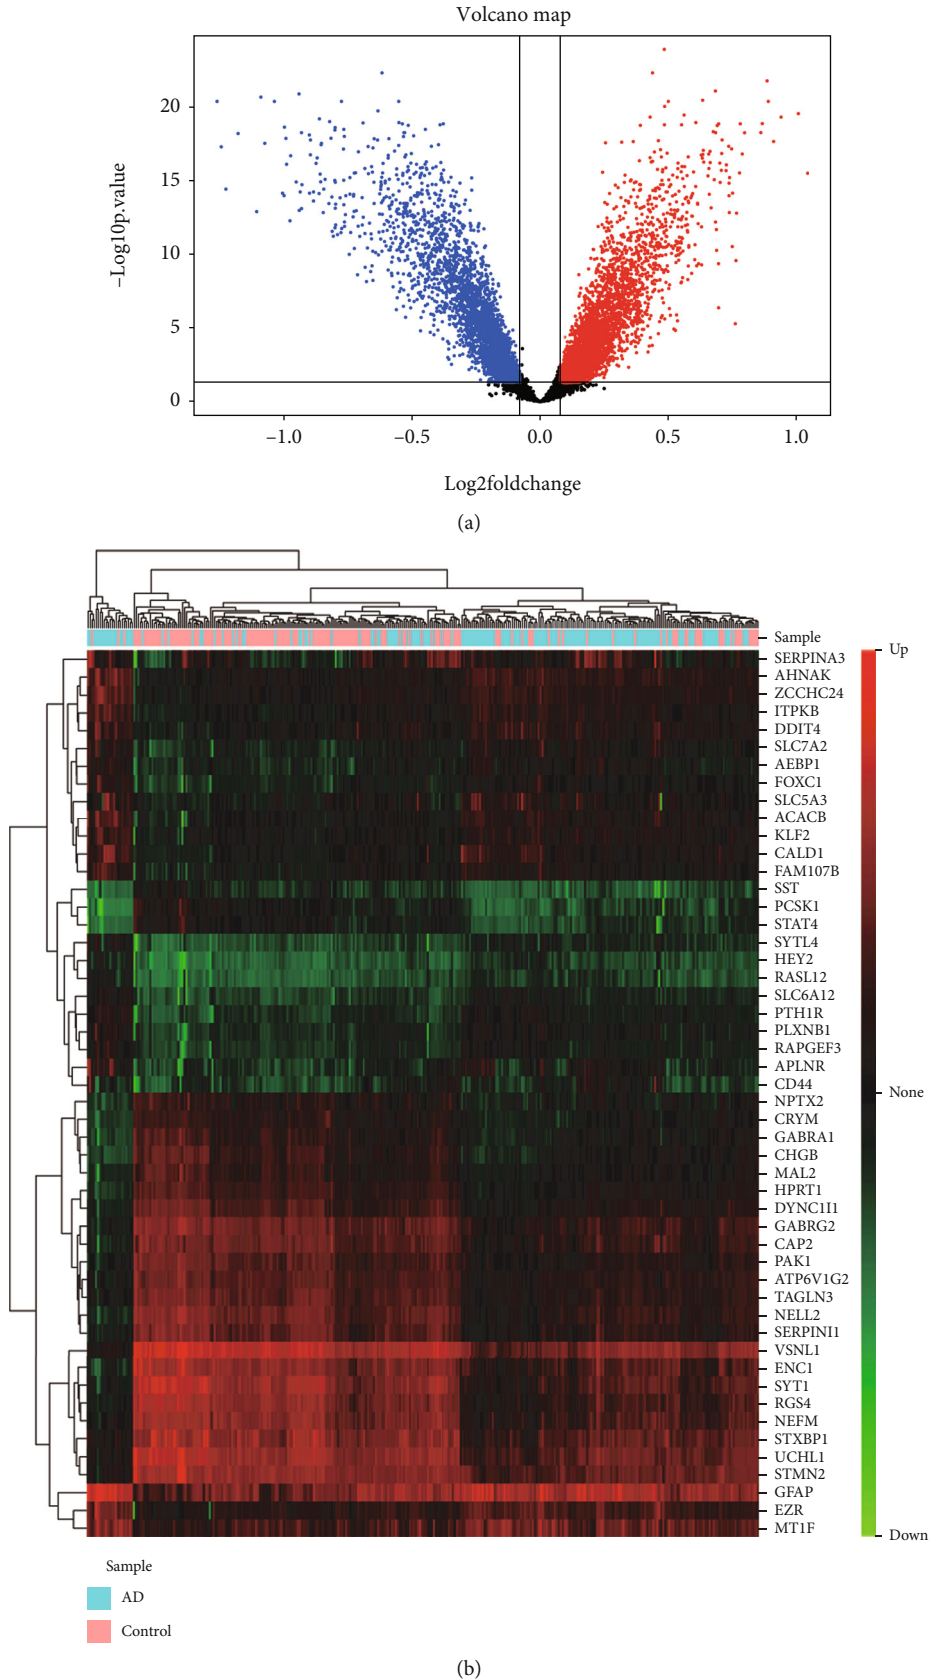 Volcano map
20
15
10
5
0
−Log10p.value
−1.0
−0.5
0.0
0.5
1.0
Log2foldchange
(a)
Sample
SERPINA3
AHNAK
ZCCHC24
ITPKB
DDIT4
SLC7A2
AEBP1
FOXC1
SLC5A3
ACACB
KLF2
CALD1
FAM107B
SST
PCSK1
STAT4
SYTL4
HEY2
RASL12
SLC6A12
PTH1R
PLXNB1
RAPGEF3
APLNR
CD44
NPTX2
CRYM
GABRA1
CHGB
MAL2
HPRT1
DYNC1I1
GABRG2
CAP2
PAK1
ATP6V1G2
TAGLN3
NELL2
SERPINI1
VSNL1
ENC1
SYT1
RGS4
NEFM
STXBP1
UCHL1
STMN2
GFAP
EZR
MT1F
Up
None
Down
Sample
AD
Control
(b)